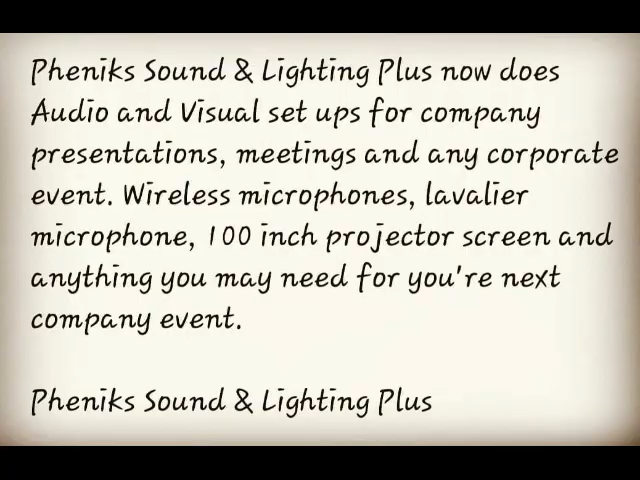 Pheniks Sound & Lighting Plus now does
Audio and Visual set ups for company
presentations, meetings and any corporate
event. Wireless microphones, lavalier
microphone, 100 inch projector screen and
anything you may need for you're next
company event.
Pheniks Sound & Lighting Plus